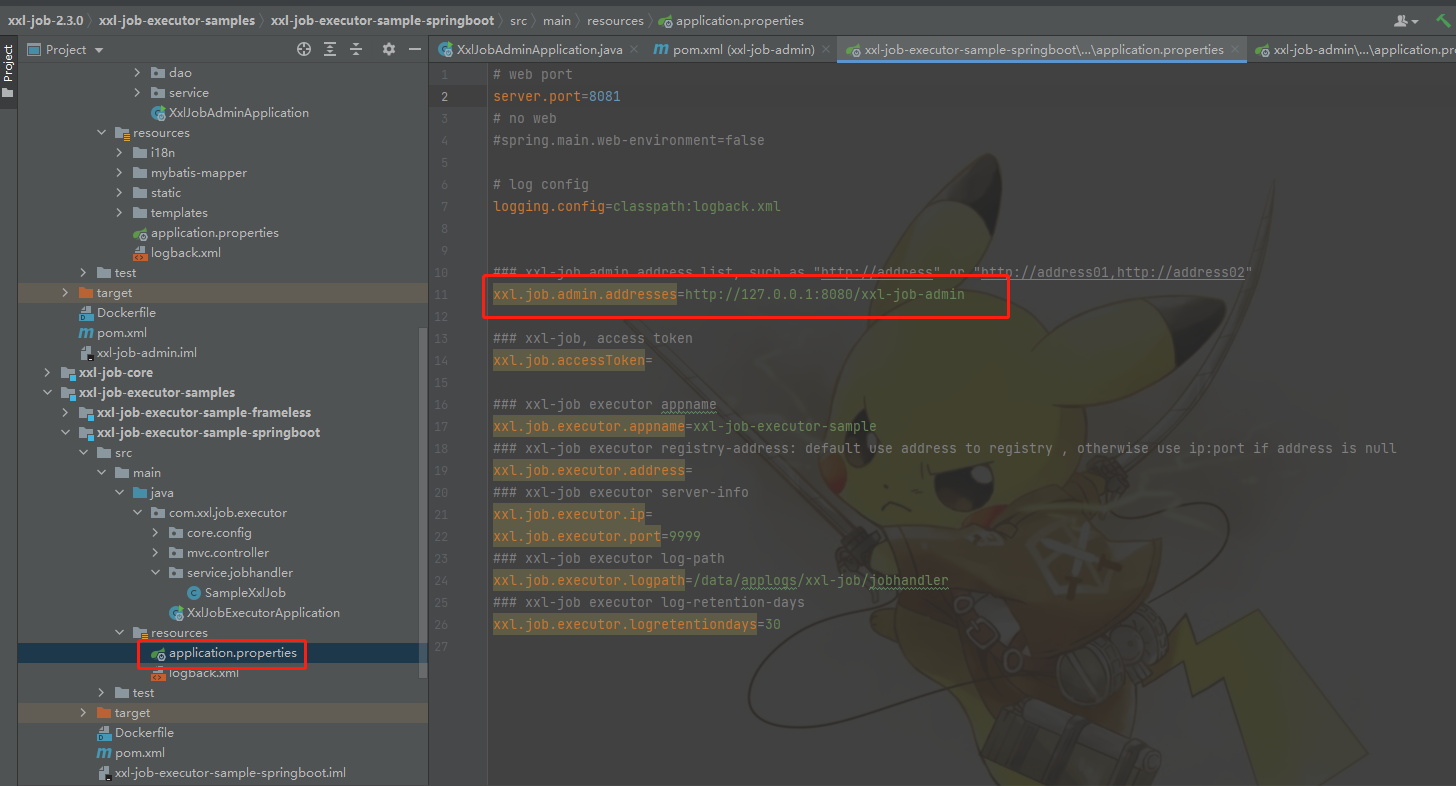 xxl-job-2.3.0 xxl-job-executor-samples xxl-job-executor-sample-springboot src main resources application.properties
Project
Project
XxlJobAdminApplication.java pom.xml (xxl-job-admin) xxl-job-executor-sample-springboot\...\application.properties xxl-job-admin\...\application.pro
dao
service
XxlJobAdminApplication
resources
i18n
mybatis-mapper
static
templates
application.properties
logback.xml
test
target
Dockerfile
pom.xml
xxl-job-admin.iml
xxl-job-core
xxl-job-executor-samples
xxl-job-executor-sample-frameless
xxl-job-executor-sample-springboot
src
main
java
com.xxl.job.executor
core.config
mvc.controller
service.jobhandler
SampleXxlJob
XxlJobExecutorApplication
resources
application.properties
logback.xml
test
target
Dockerfile
pom.xml
xxl-job-executor-sample-springboot.iml
1 # web port
2 server.port=8081
3 # no web
4 #spring.main.web-environment=false
5
6 # log config
7 logging.config=classpath:logback.xml
8
9
10 ### xxl-job admin address list, such as "http://address" or "http://address01,http://address02"
11 xxl.job.admin.addresses=http://127.0.0.1:8080/xxl-job-admin
12
13 ### xxl-job, access token
14 xxl.job.accessToken=
15
16 ### xxl-job executor appname
17 xxl.job.executor.appname=xxl-job-executor-sample
18 ### xxl-job executor registry-address: default use address to registry , otherwise use ip:port if address is null
19 xxl.job.executor.address=
20 ### xxl-job executor server-info
21 xxl.job.executor.ip=
22 xxl.job.executor.port=9999
23 ### xxl-job executor log-path
24 xxl.job.executor.logpath=/data/applogs/xxl-job/jobhandler
25 ### xxl-job executor log-retention-days
26 xxl.job.executor.logretentiondays=30
27